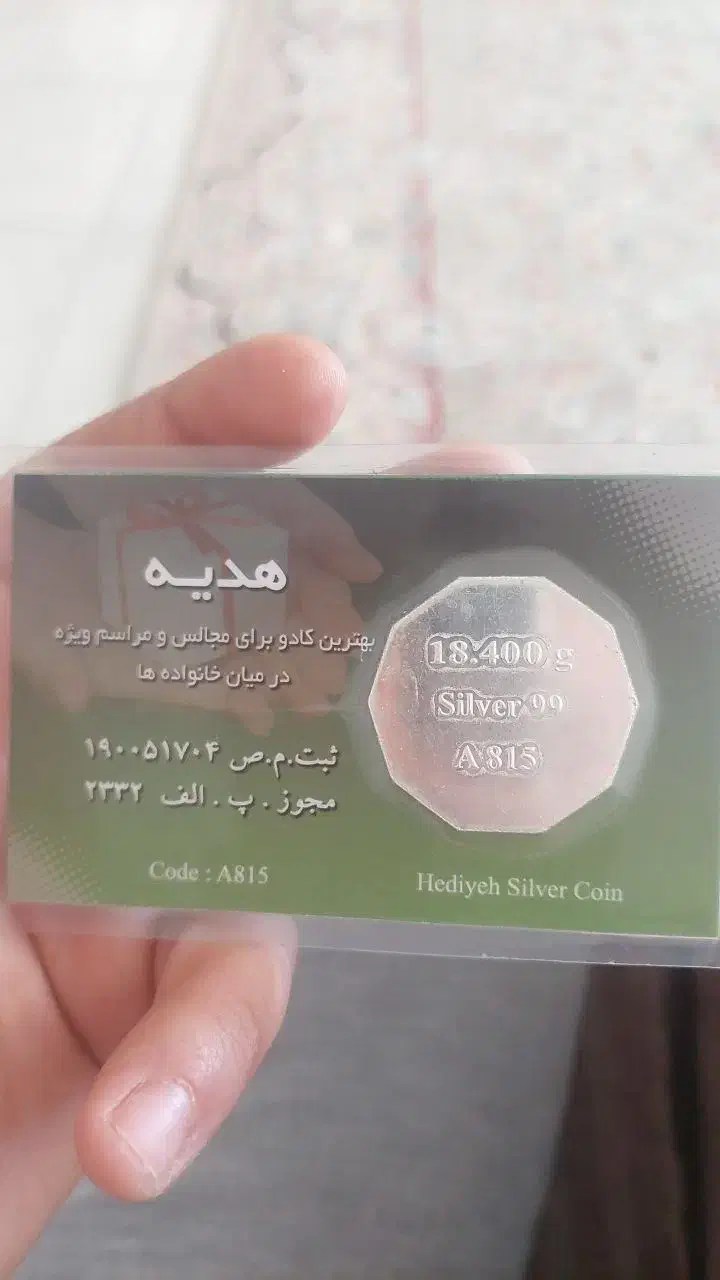 هدیه
بهترین کادو برای مجالس و مراسم ویژه
در میان خانواده ها
ثبت.م.ص ۱۹۰۰۵۱۷۰۴
مجوز . پ . الف ۲۳۳۲
Code : A815
18.400 g
Silver 99
A 815
Hediyeh Silver Coin